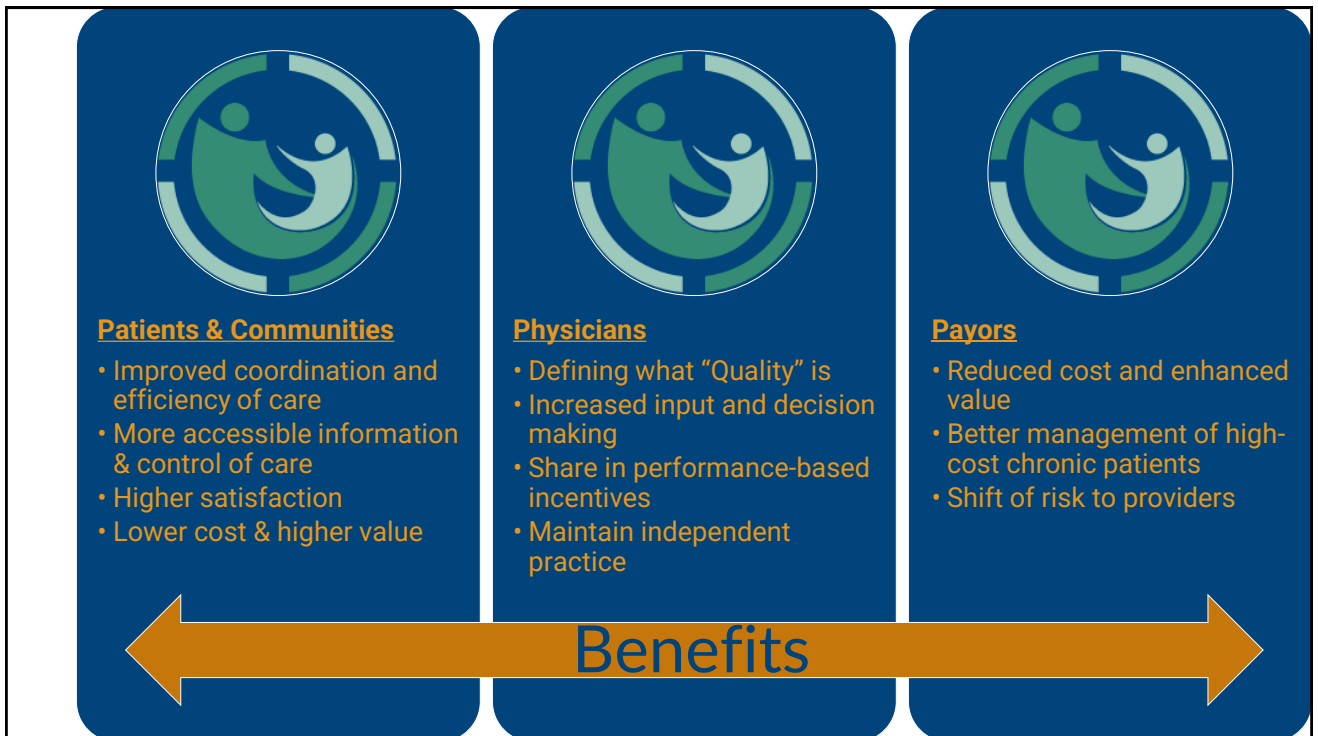 Patients & Communities
• Improved coordination and
efficiency of care
• More accessible information
& control of care
• Higher satisfaction
• Lower cost & higher value
Physicians
• Defining what “Quality” is
• Increased input and decision
making
• Share in performance-based
incentives
• Maintain independent
practice
Payors
• Reduced cost and enhanced
value
• Better management of high-
cost chronic patients
• Shift of risk to providers
Benefits